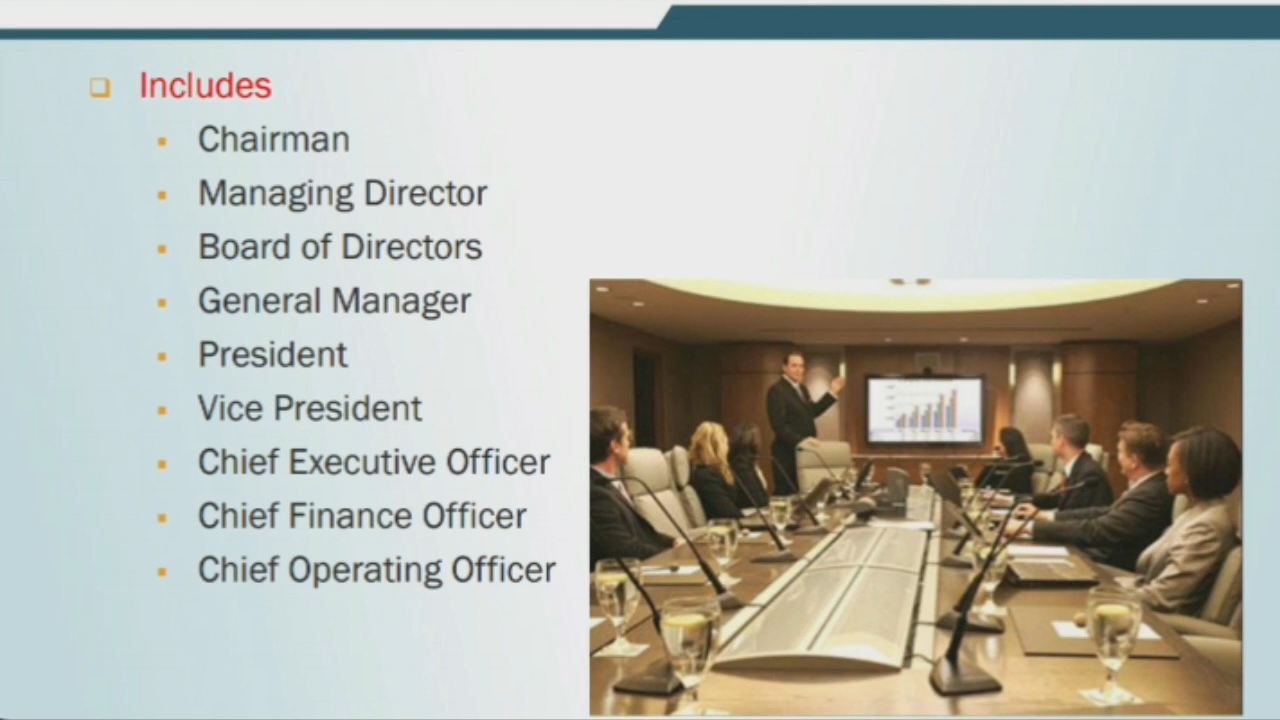 Includes
Chairman
Managing Director
Board of Directors
General Manager
President
Vice President
Chief Executive Officer
Chief Finance Officer
Chief Operating Officer